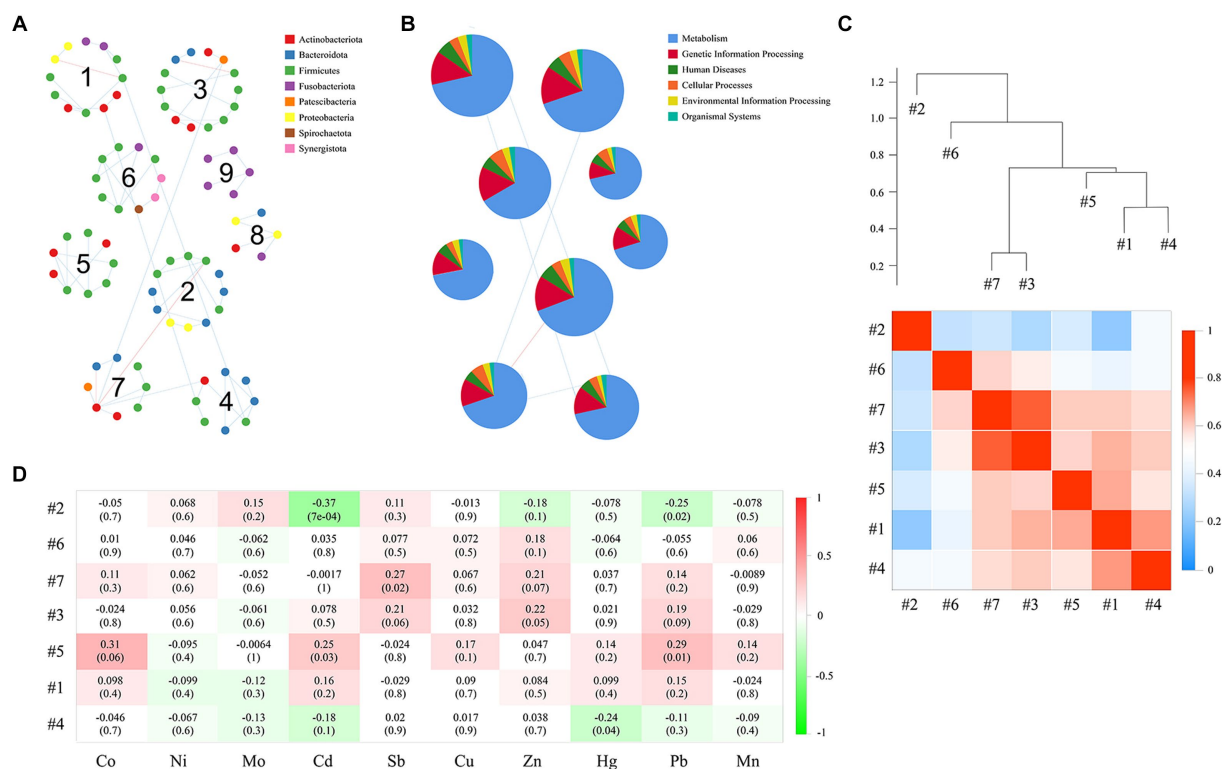 A
1
3
6
9
8
5
2
7
4
Actinobacteriota
Bacteroidota
Firmicutes
Fusobacteriota
Patescibacteria
Proteobacteria
Spirochaetota
Synergistota
B
Metabolism
Genetic Information Processing
Human Diseases
Cellular Processes
Environmental Information Processing
Organismal Systems
C
1.2
1.0
0.8
0.6
0.4
0.2
#2
#6
#5
#1 #4
#7 #3
#2
#6
#7
#3
#5
#1
#4
#2 #6 #7 #3 #5 #1 #4
1
0.8
0.6
0.4
0.2
0
D
#2 -0.05 0.068 0.15 -0.37 0.11 -0.013 -0.18 -0.078 -0.25 -0.078
(0.7) (0.6) (0.2) (7e-04) (0.3) (0.9) (0.1) (0.5) (0.02) (0.5)
#6 0.01 0.046 -0.062 0.035 0.077 0.072 0.18 -0.064 -0.055 0.06
(0.9) (0.7) (0.6) (0.8) (0.5) (0.5) (0.1) (0.6) (0.6) (0.6)
#7 0.11 0.062 -0.052 -0.0017 0.27 0.067 0.21 0.037 0.14 -0.0089
(0.3) (0.6) (0.6) (1) (0.02) (0.6) (0.07) (0.7) (0.2) (0.9)
#3 -0.024 0.056 -0.061 0.078 0.21 0.032 0.22 0.021 0.19 -0.029
(0.8) (0.6) (0.6) (0.5) (0.06) (0.8) (0.05) (0.9) (0.09) (0.8)
#5 0.31 -0.095 -0.0064 0.25 -0.024 0.17 0.047 0.14 0.29 0.14
(0.06) (0.4) (1) (0.03) (0.8) (0.1) (0.7) (0.2) (0.01) (0.2)
#1 0.098 -0.099 -0.12 0.16 -0.029 0.09 0.084 0.099 0.15 -0.024
(0.4) (0.4) (0.3) (0.2) (0.8) (0.7) (0.5) (0.4) (0.2) (0.8)
#4 -0.046 -0.067 -0.13 -0.18 0.02 0.017 0.038 -0.24 -0.11 -0.09
(0.7) (0.6) (0.3) (0.1) (0.9) (0.9) (0.7) (0.04) (0.3) (0.4)
Co Ni Mo Cd Sb Cu Zn Hg Pb Mn
1
0.5
0
-0.5
-1